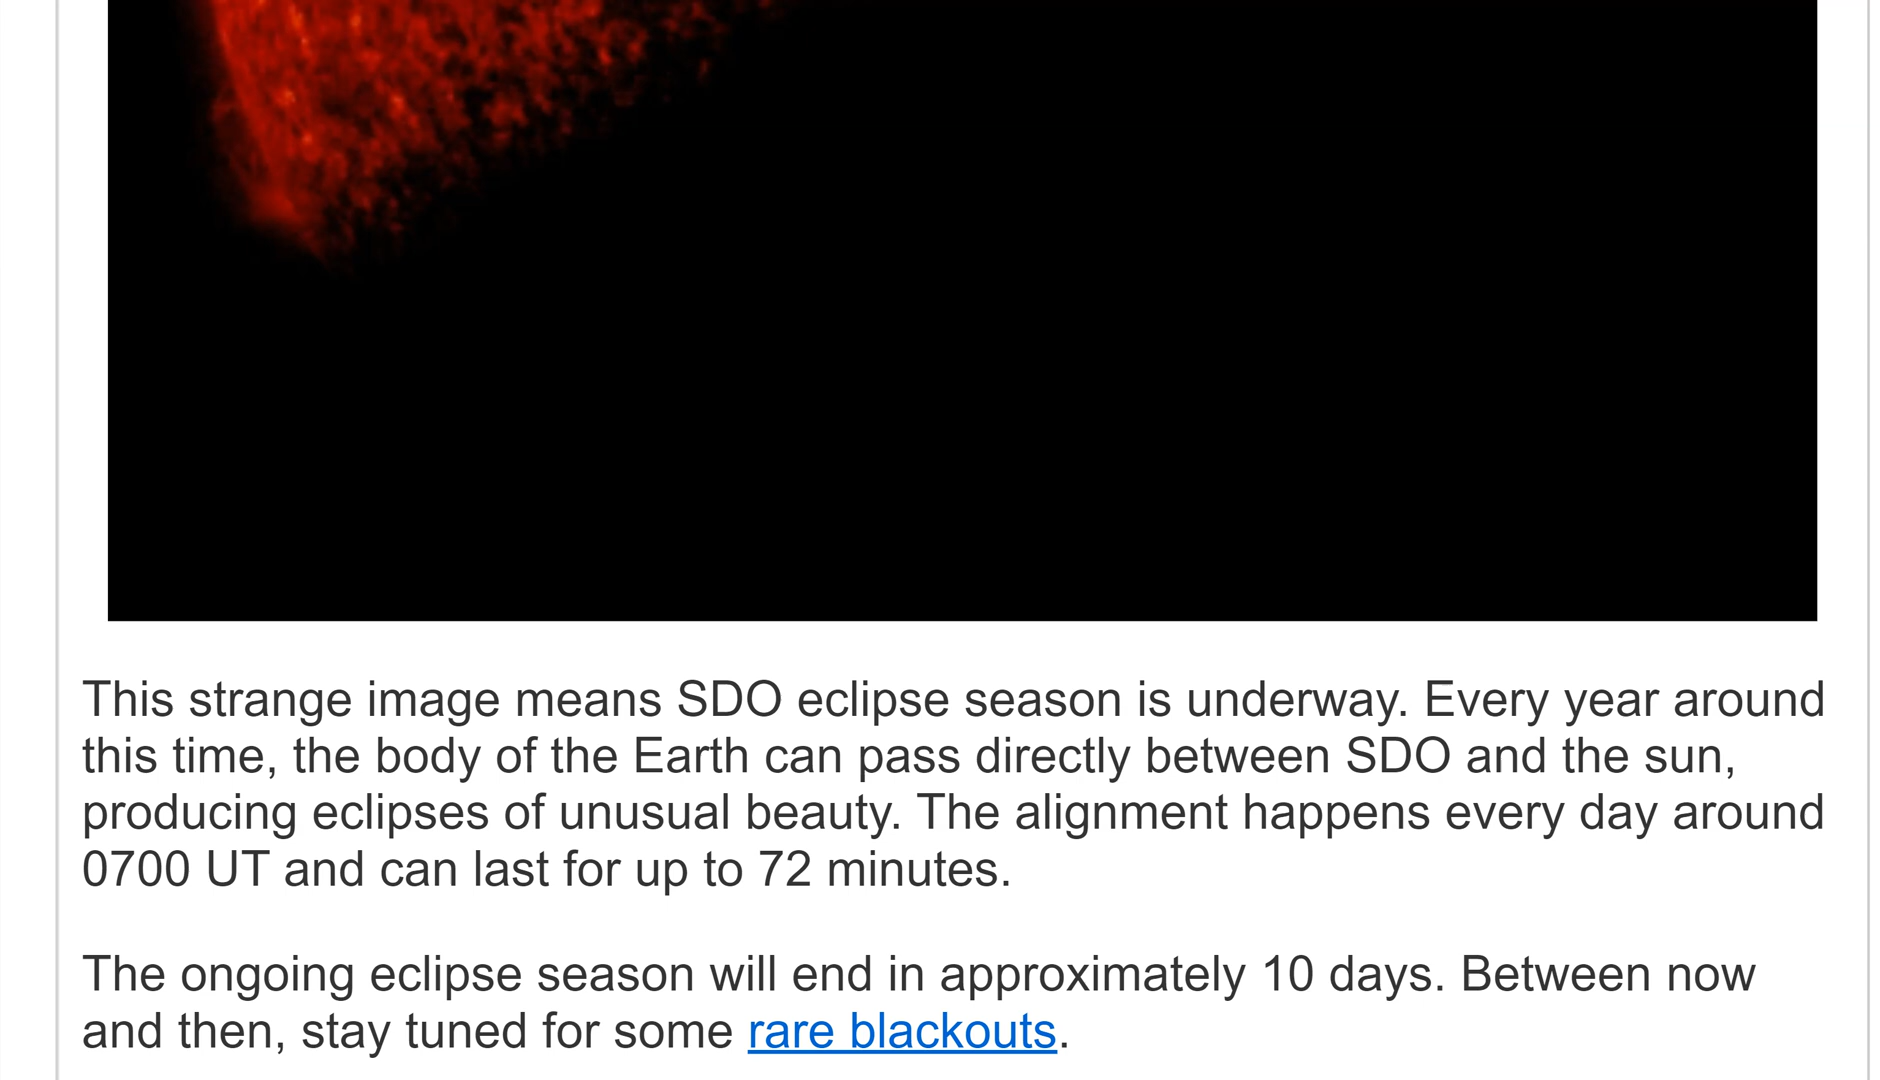 This strange image means SDO eclipse season is underway. Every year around
this time, the body of the Earth can pass directly between SDO and the sun,
producing eclipses of unusual beauty. The alignment happens every day around
0700 UT and can last for up to 72 minutes.
The ongoing eclipse season will end in approximately 10 days. Between now
and then, stay tuned for some rare blackouts.